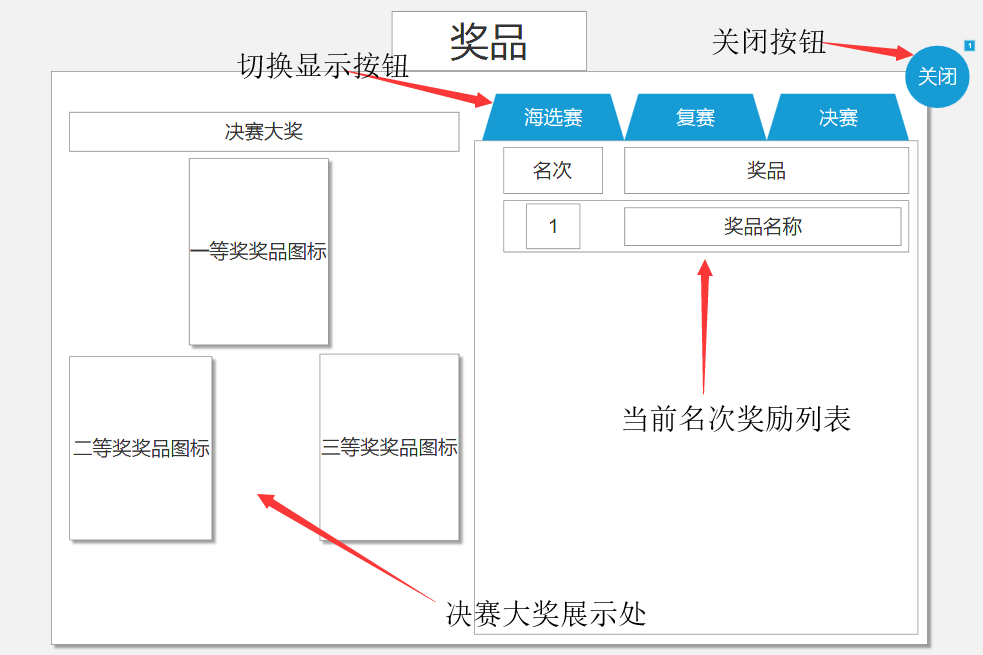 奖品
关闭按钮
1
切换显示按钮
关闭
海选赛
复赛
决赛
决赛大奖
名次
奖品
1
奖品名称
一等奖奖品图标
二等奖奖品图标
三等奖奖品图标
当前名次奖励列表
决赛大奖展示处